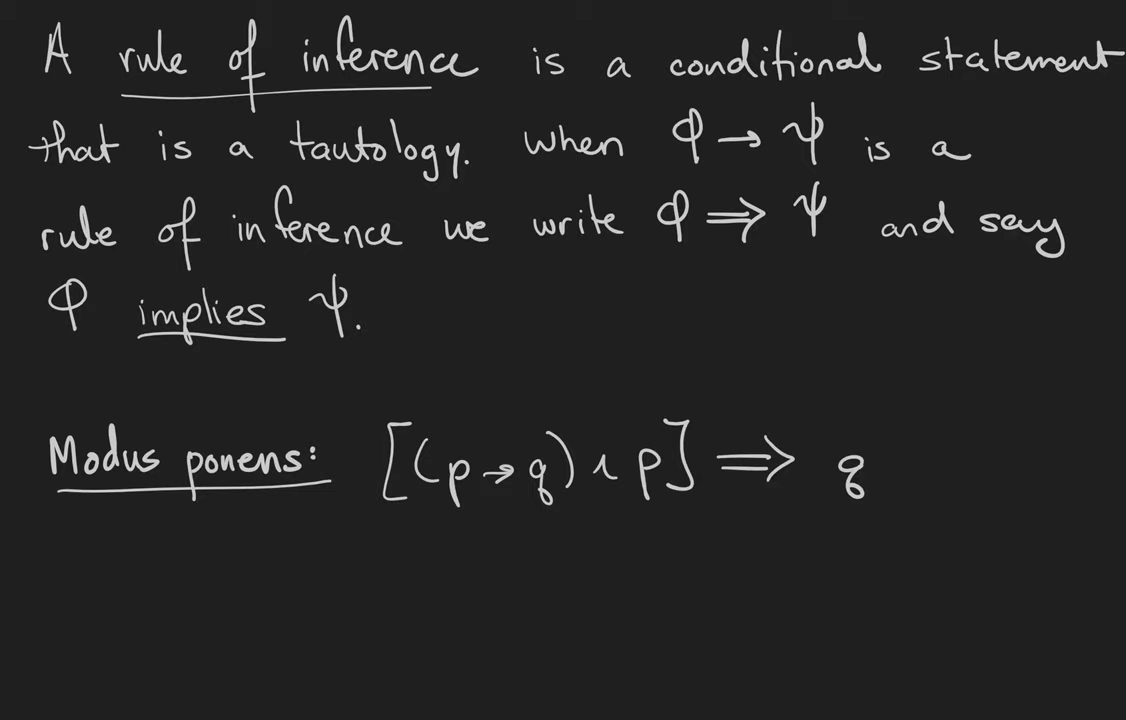 A rule of inference is a conditional statement
that is a tautology. when φ → ψ is a
rule of inference we write φ ⇒ ψ and say
φ implies ψ.
Modus ponens: [(p → q) ∧ p] ⇒ q